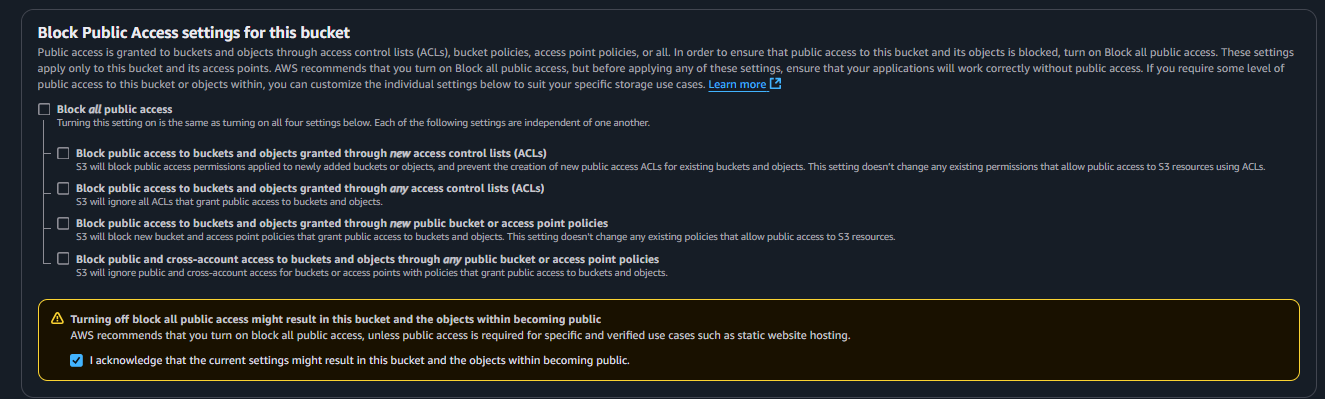 Block Public Access settings for this bucket
Public access is granted to buckets and objects through access control lists (ACLs), bucket policies, access point policies, or all. In order to ensure that public access to this bucket and its objects is blocked, turn on Block all public access. These settings
apply only to this bucket and its access points. AWS recommends that you turn on Block all public access, but before applying any of these settings, ensure that your applications will work correctly without public access. If you require some level of
public access to this bucket or objects within, you can customize the individual settings below to suit your specific storage use cases. Learn more
Block all public access
Turning this setting on is the same as turning on all four settings below. Each of the following settings are independent of one another.
Block public access to buckets and objects granted through new access control lists (ACLs)
S3 will block public access permissions applied to newly added buckets or objects, and prevent the creation of new public access ACLs for existing buckets and objects. This setting doesn't change any existing permissions that allow public access to S3 resources using ACLs.
Block public access to buckets and objects granted through any access control lists (ACLs)
S3 will ignore all ACLs that grant public access to buckets and objects.
Block public access to buckets and objects granted through new public bucket or access point policies
S3 will block new bucket and access point policies that grant public access to buckets and objects. This setting doesn't change any existing policies that allow public access to S3 resources.
Block public and cross-account access to buckets and objects through any public bucket or access point policies
S3 will ignore public and cross-account access for buckets or access points with policies that grant public access to buckets and objects.
Turning off block all public access might result in this bucket and the objects within becoming public
AWS recommends that you turn on block all public access, unless public access is required for specific and verified use cases such as static website hosting.
I acknowledge that the current settings might result in this bucket and the objects within becoming public.